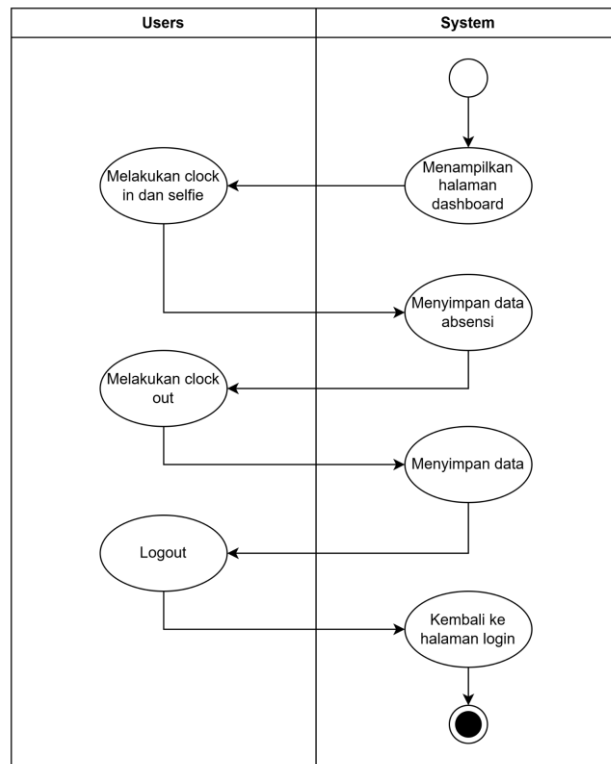 Users
System
Menampilkan
halaman
dashboard
Melakukan clock
in dan selfie
Menyimpan data
absensi
Melakukan clock
out
Menyimpan data
Logout
Kembali ke
halaman login